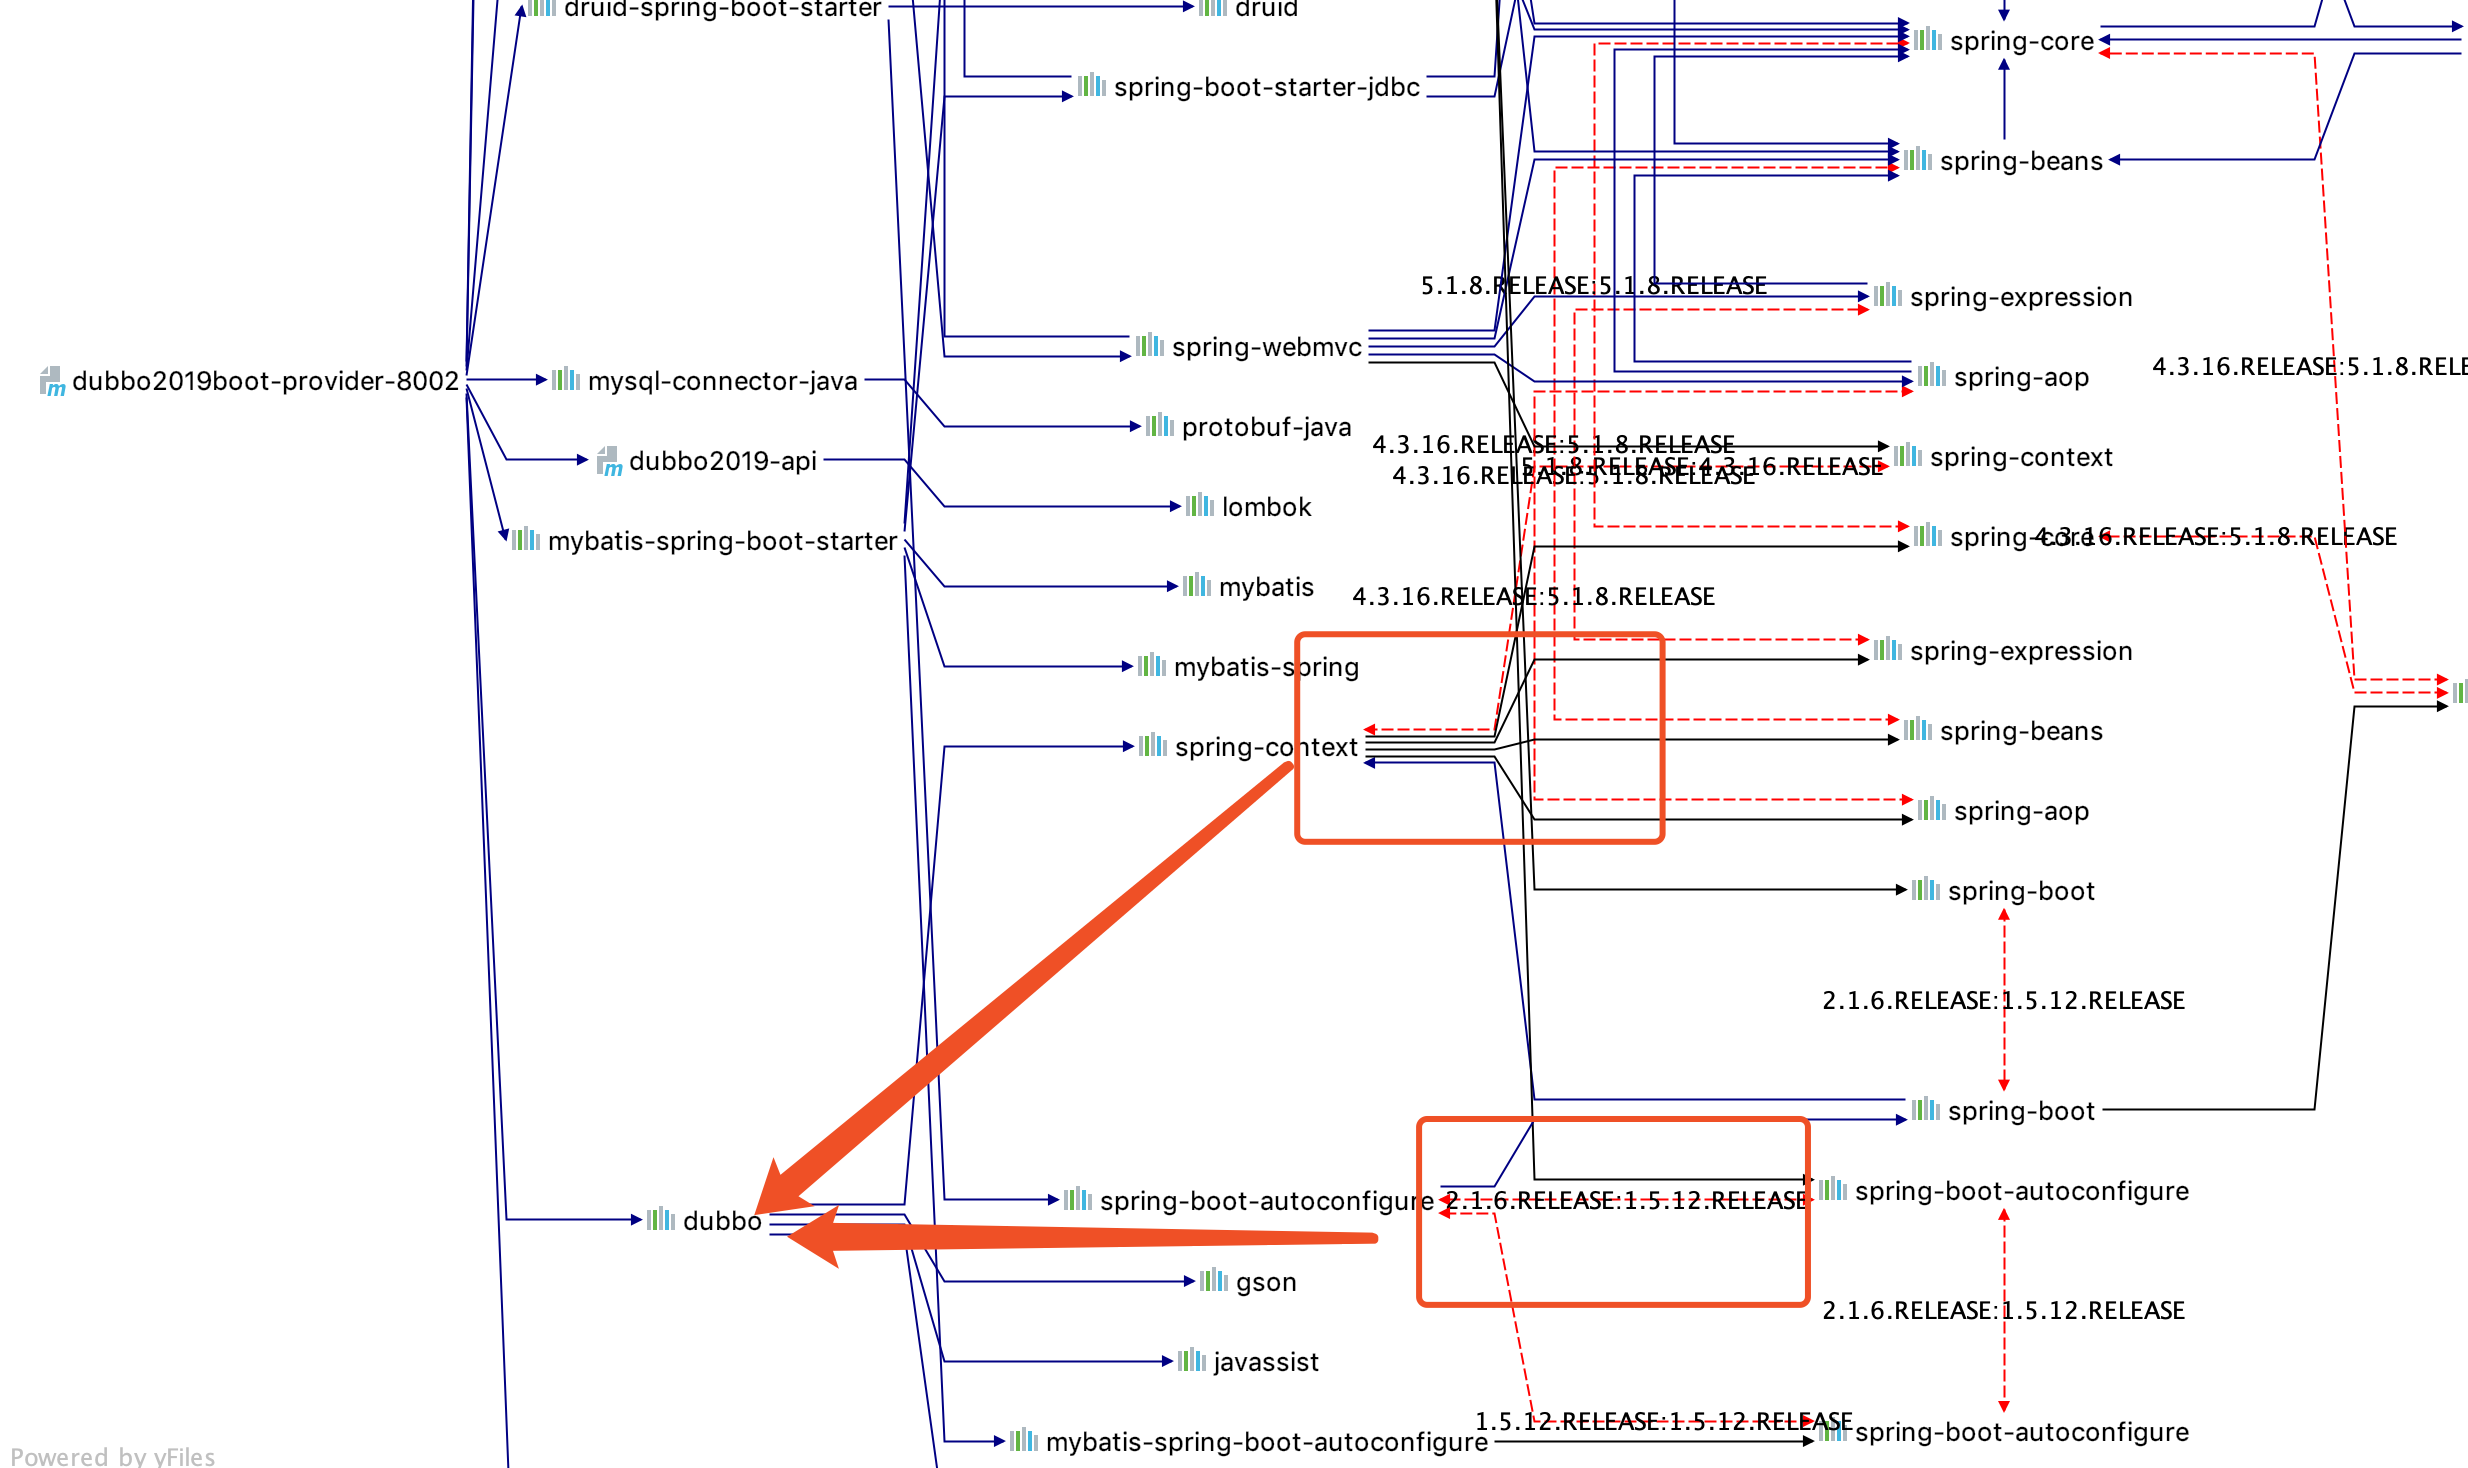 druid-spring-boot-starter
druid
spring-core
spring-boot-starter-jdbc
spring-beans
5.1.8.RELEASE:5.1.8.RELEASE
spring-expression
spring-webmvc
4.3.16.RELEASE:5.1.8.RELE
dubbo2019boot-provider-8002
mysql-connector-java
spring-aop
protobuf-java
4.3.16.RELEASE:5.1.8.RELEASE
dubbo2019-api
spring-context
5.1.8.RELEASE:4.3.16.RELEASE
4.3.16.RELEASE:5.1.8.RELEASE
lombok
mybatis-spring-boot-starter
spring-core
4.3.16.RELEASE:5.1.8.RELEASE
mybatis
4.3.16.RELEASE:5.1.8.RELEASE
mybatis-spring
spring-expression
spring-context
spring-beans
spring-aop
spring-boot
2.1.6.RELEASE:1.5.12.RELEASE
spring-boot
spring-boot-autoconfigure
2.1.6.RELEASE:1.5.12.RELEASE
spring-boot-autoconfigure
dubbo
gson
2.1.6.RELEASE:1.5.12.RELEASE
javassist
1.5.12.RELEASE:1.5.12.RELEASE
mybatis-spring-boot-autoconfigure
spring-boot-autoconfigure
Powered by yFiles